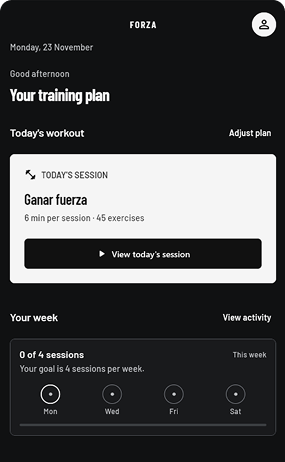 FORZA
Monday, 23 November
Good afternoon
Your training plan
Today's workout
Adjust plan
TODAY'S SESSION
Ganar fuerza
6 min per session · 45 exercises
View today's session
Your week
View activity
0 of 4 sessions
This week
Your goal is 4 sessions per week.
Mon
Wed
Fri
Sat